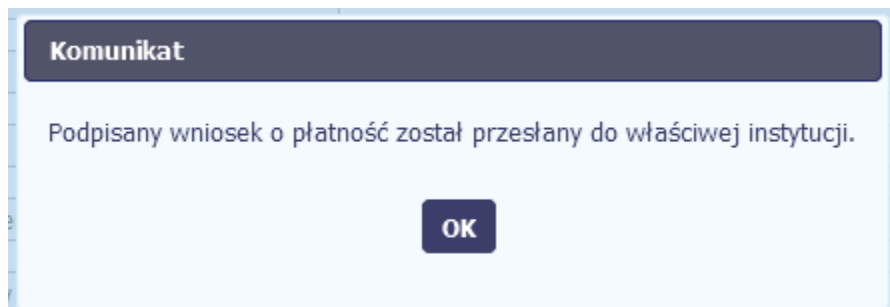 Komunikat
Podpisany wniosek o płatność został przesłany do właściwej instytucji.
OK